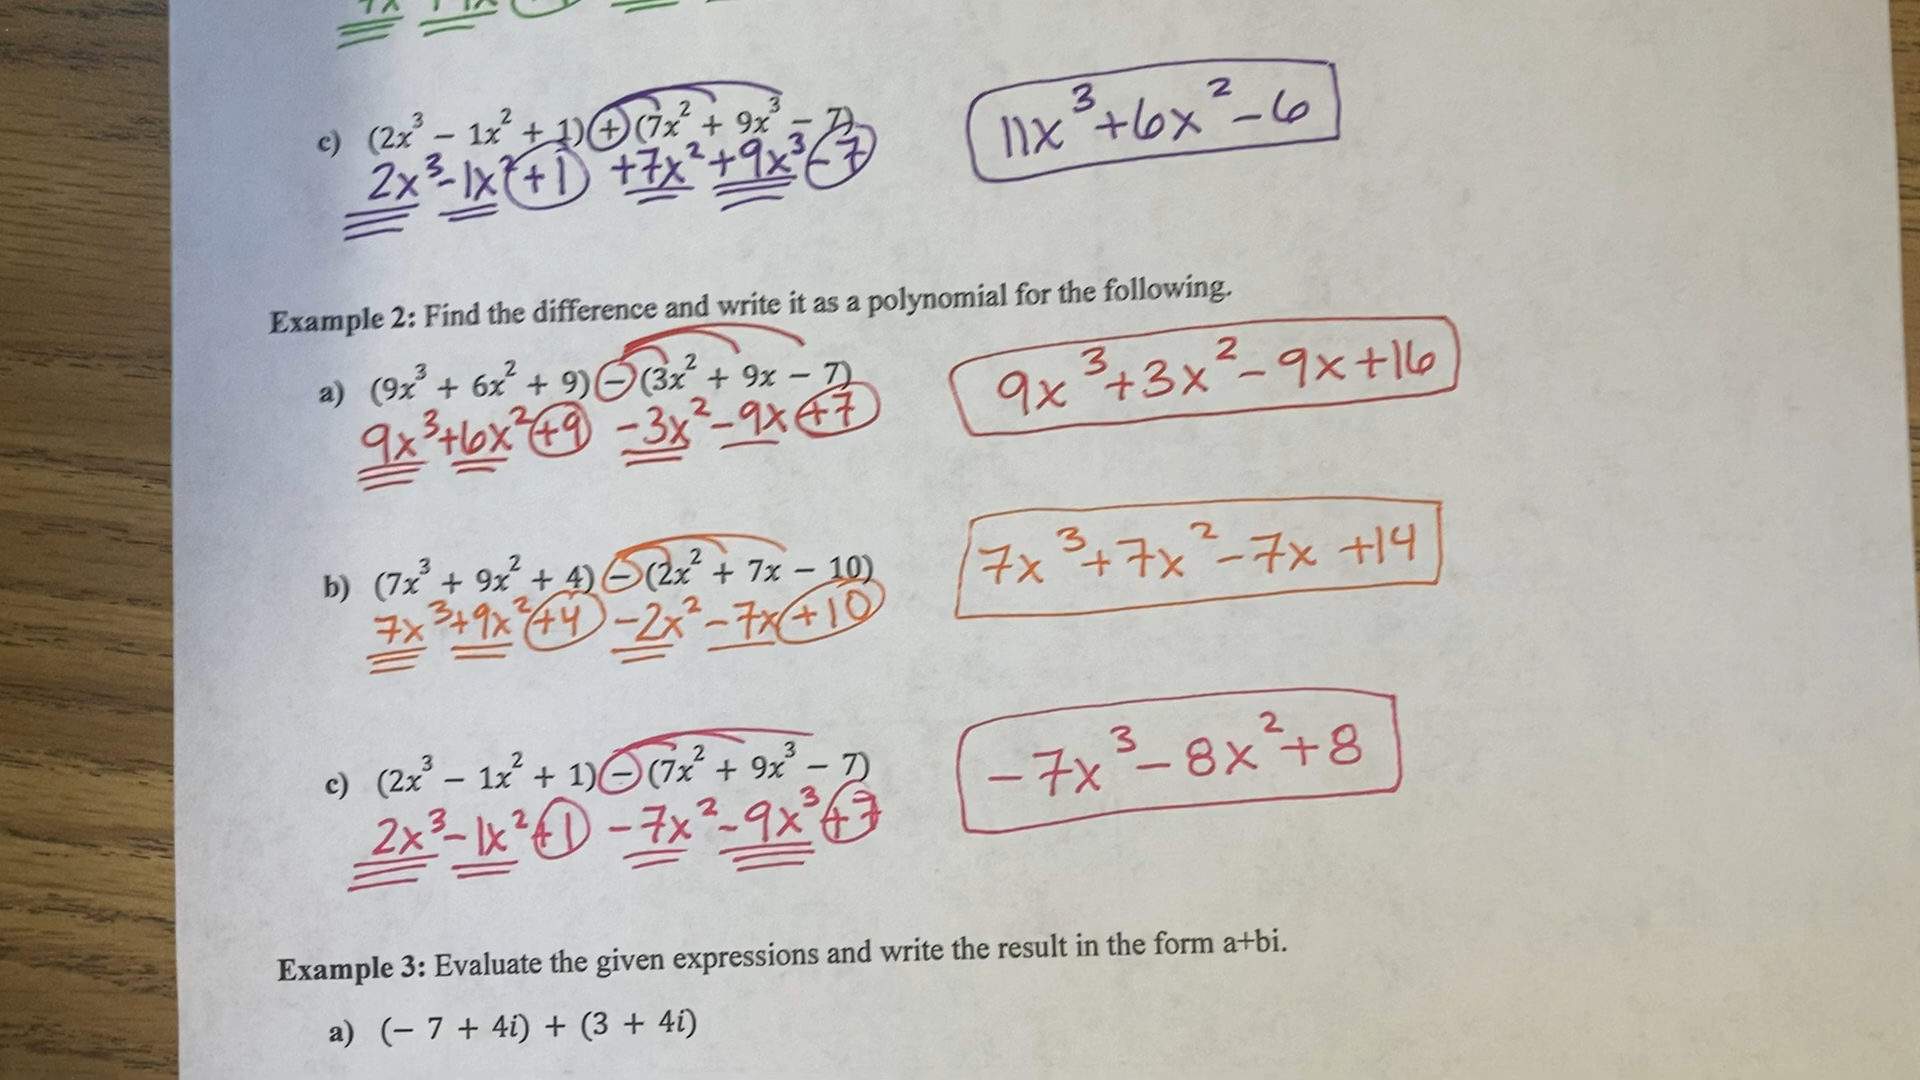 c) (2x³ − 1x² + 1) + (7x² + 9x³ − 7)
2x³-1x²+1 +7x²+9x³-7
11x³+6x²-6
Example 2: Find the difference and write it as a polynomial for the following.
a) (9x³ + 6x² + 9) − (3x² + 9x − 7)
9x³+6x²+9 -3x²-9x+7
9x³+3x²-9x+16
b) (7x³ + 9x² + 4) − (2x² + 7x − 10)
7x³+9x²+4 -2x²-7x+10
7x³+7x²-7x+14
c) (2x³ − 1x² + 1) − (7x² + 9x³ − 7)
2x³-1x²+1 -7x²-9x³+7
-7x³-8x²+8
Example 3: Evaluate the given expressions and write the result in the form a+bi.
a) (− 7 + 4i) + (3 + 4i)